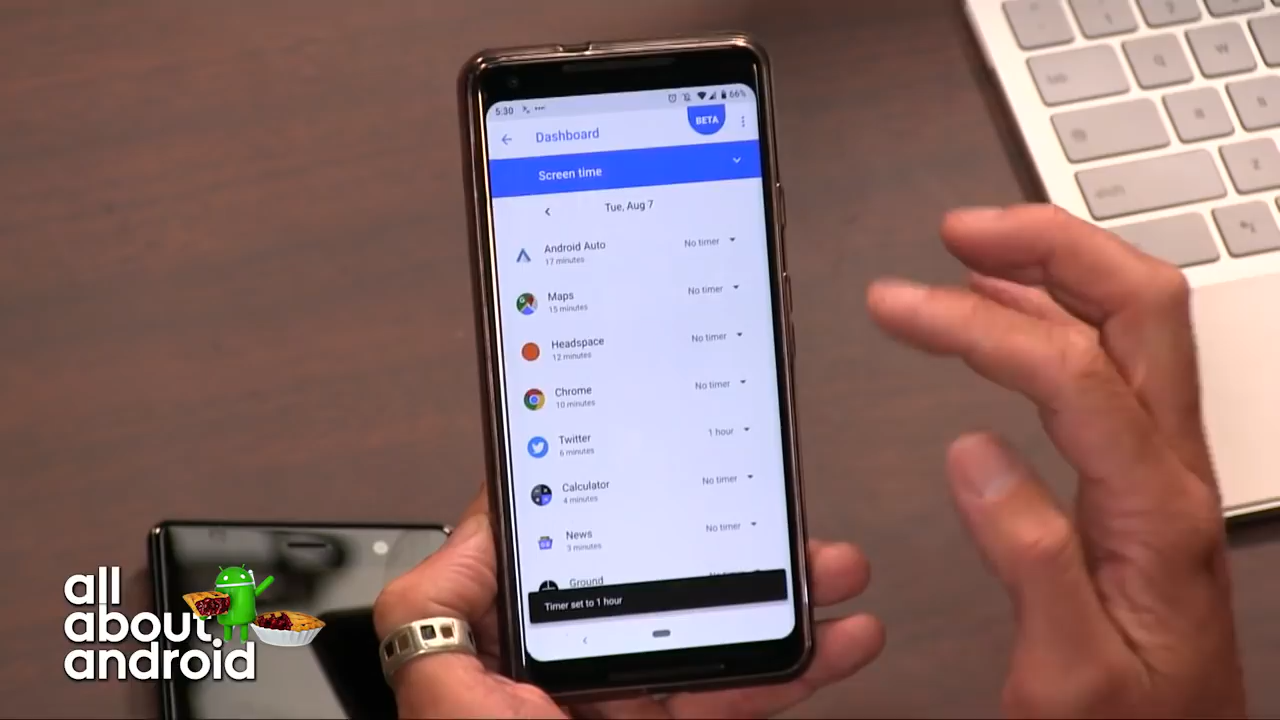 5:30
66%
Dashboard
BETA
Screen time
Tue, Aug 7
Android Auto
No timer
17 minutes
Maps
No timer
15 minutes
Headspace
No timer
12 minutes
Chrome
No timer
10 minutes
Twitter
1 hour
6 minutes
Calculator
No timer
4 minutes
News
No timer
3 minutes
Ground
Timer set to 1 hour
all
about
android
tab
Q
W
shift
Z